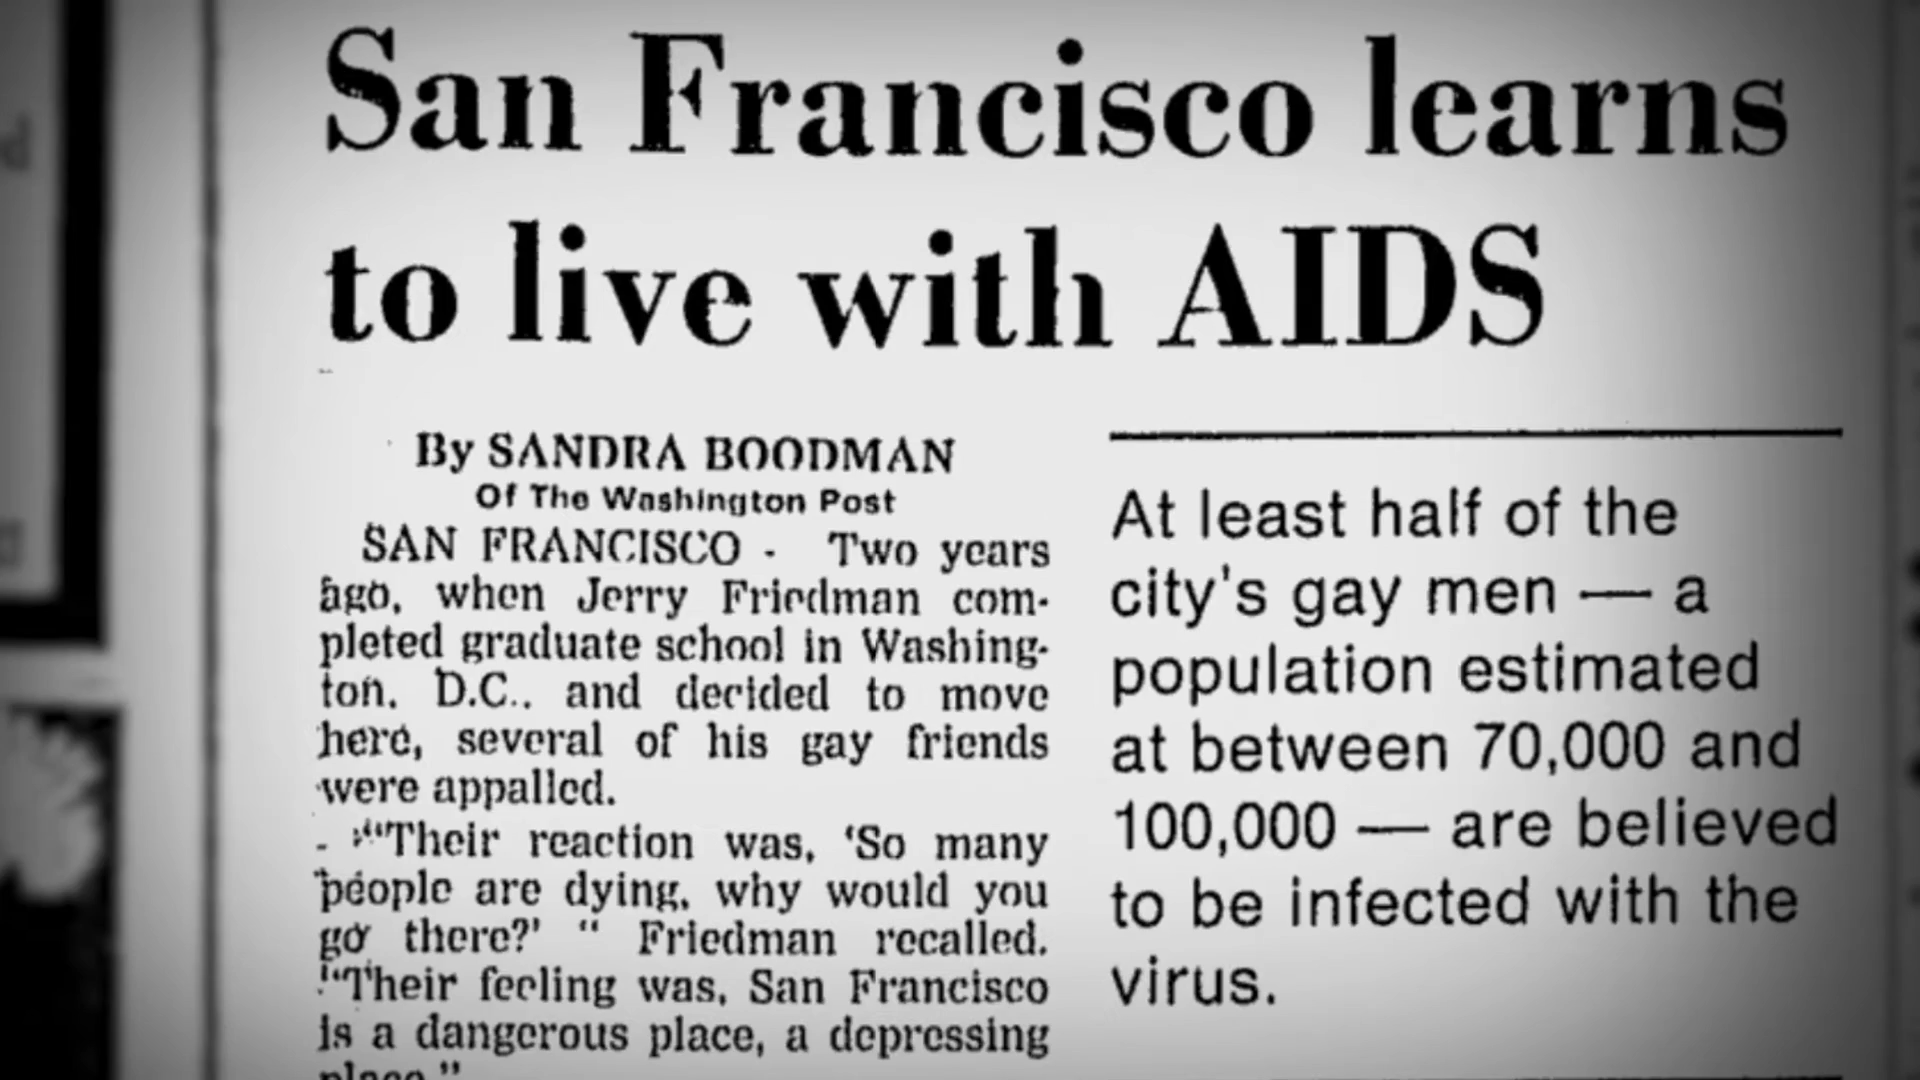 San Francisco learns
to live with AIDS
By SANDRA BOODMAN
Of The Washington Post
SAN FRANCISCO - Two years
ago, when Jerry Friedman com-
pleted graduate school in Washing-
ton, D.C., and decided to move
here, several of his gay friends
were appalled.
"Their reaction was, 'So many
people are dying, why would you
go there?' " Friedman recalled.
"Their feeling was, San Francisco
is a dangerous place, a depressing
place."
At least half of the
city's gay men — a
population estimated
at between 70,000 and
100,000 — are believed
to be infected with the
virus.